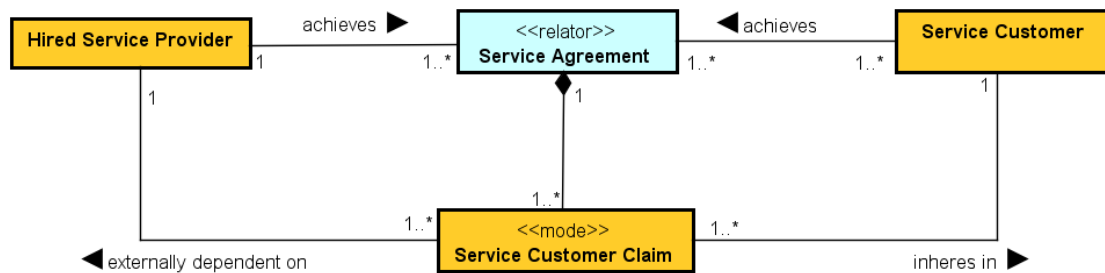 achieves
achieves
Hired Service Provider
<<relator>>
Service Agreement
Service Customer
1
1..*
1..*
1..*
1
1
1
1..*
1..*
<<mode>>
Service Customer Claim
1..*
externally dependent on
inheres in